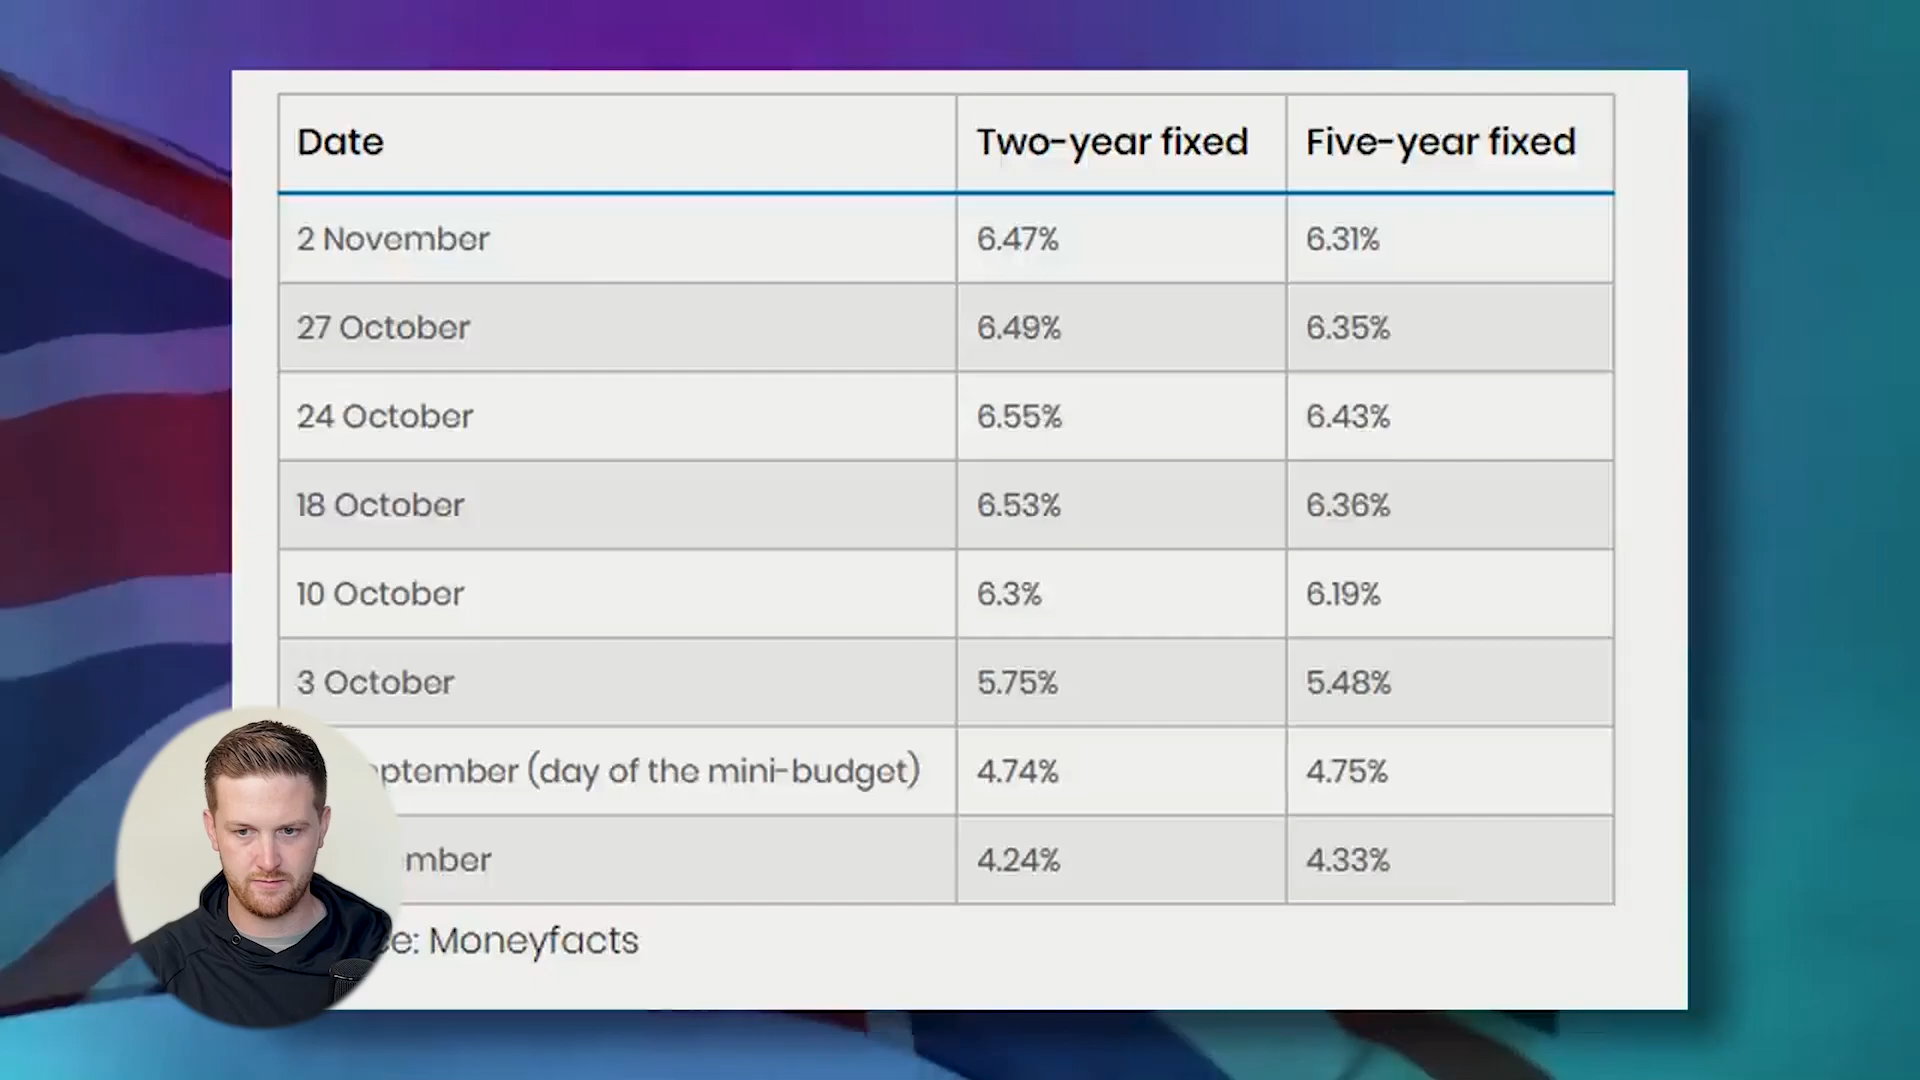 Date Two-year fixed Five-year fixed
2 November 6.47% 6.31%
27 October 6.49% 6.35%
24 October 6.55% 6.43%
18 October 6.53% 6.36%
10 October 6.3% 6.19%
3 October 5.75% 5.48%
(day of the mini-budget) 4.74% 4.75%
4.24% 4.33%
Moneyfacts